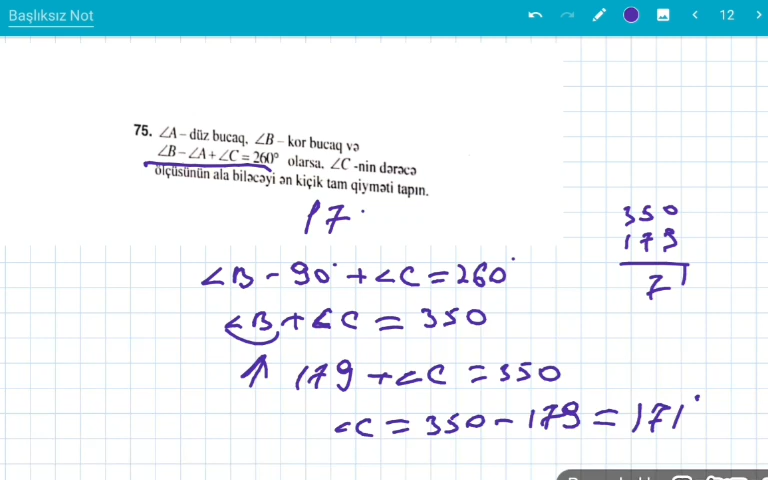 Başlıksız Not
12
75. ∠A – düz bucaq, ∠B – kor bucaq və
∠B – ∠A + ∠C = 260° olarsa, ∠C -nin dərəcə
ölçüsünün ala biləcəyi ən kiçik tam qiyməti tapın.
17
350
179
71
∠B - 90° + ∠C = 260°
∠B + ∠C = 350
179 + ∠C = 350
∠C = 350 - 179 = 171°